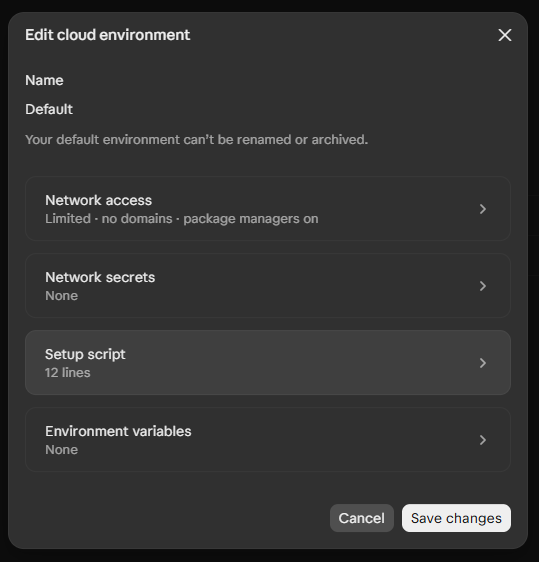 Edit cloud environment
Name
Default
Your default environment can’t be renamed or archived.
Network access
Limited · no domains · package managers on
Network secrets
None
Setup script
12 lines
Environment variables
None
Cancel Save changes